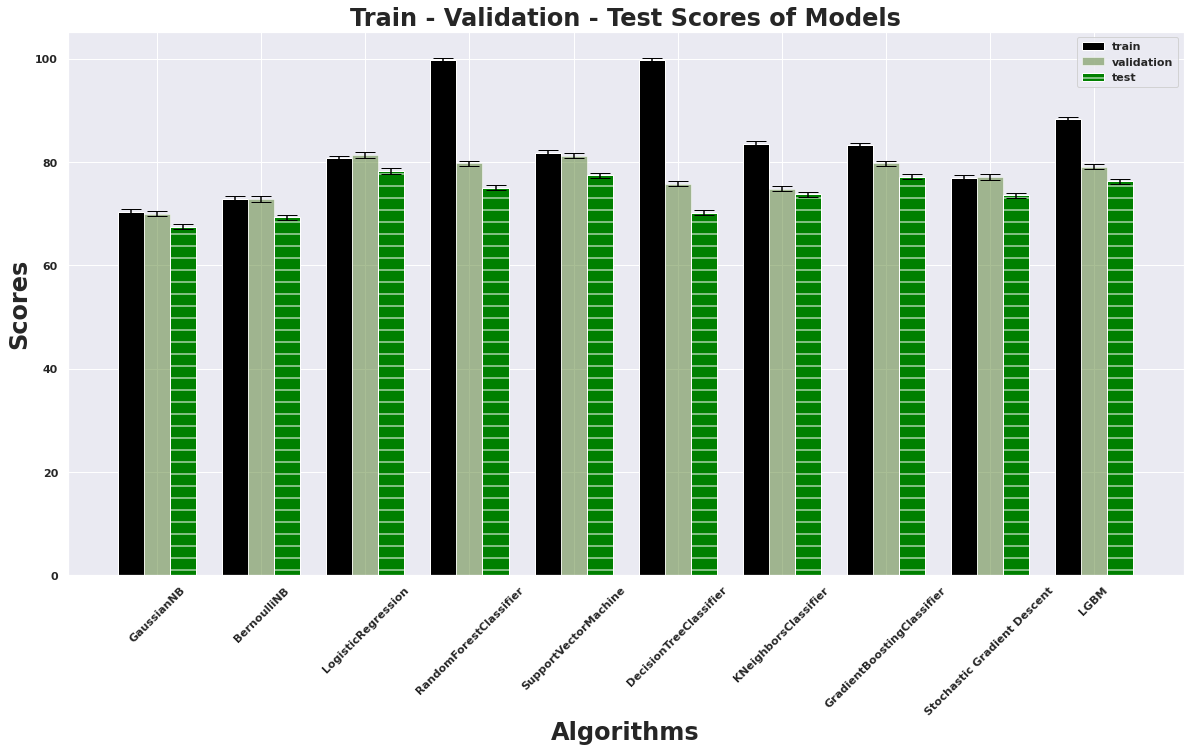 Train - Validation - Test Scores of Models
train
validation
test
Scores
100
80
60
40
20
0
GaussianNB
BernoulliNB
LogisticRegression
RandomForestClassifier
SupportVectorMachine
DecisionTreeClassifier
KNeighborsClassifier
GradientBoostingClassifier
Stochastic Gradient Descent
LGBM
Algorithms